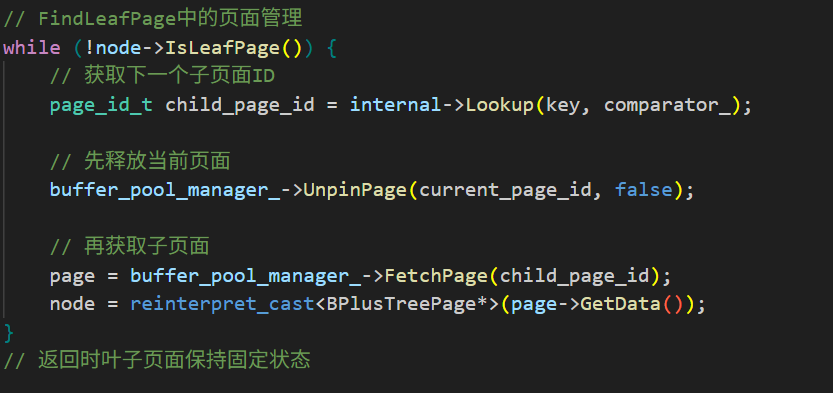 // FindLeafPage中的页面管理
while (!node->IsLeafPage()) {
    // 获取下一个子页面ID
    page_id_t child_page_id = internal->Lookup(key, comparator_);

    // 先释放当前页面
    buffer_pool_manager_->UnpinPage(current_page_id, false);

    // 再获取子页面
    page = buffer_pool_manager_->FetchPage(child_page_id);
    node = reinterpret_cast<BPlusTreePage*>(page->GetData());
}
// 返回时叶子页面保持固定状态